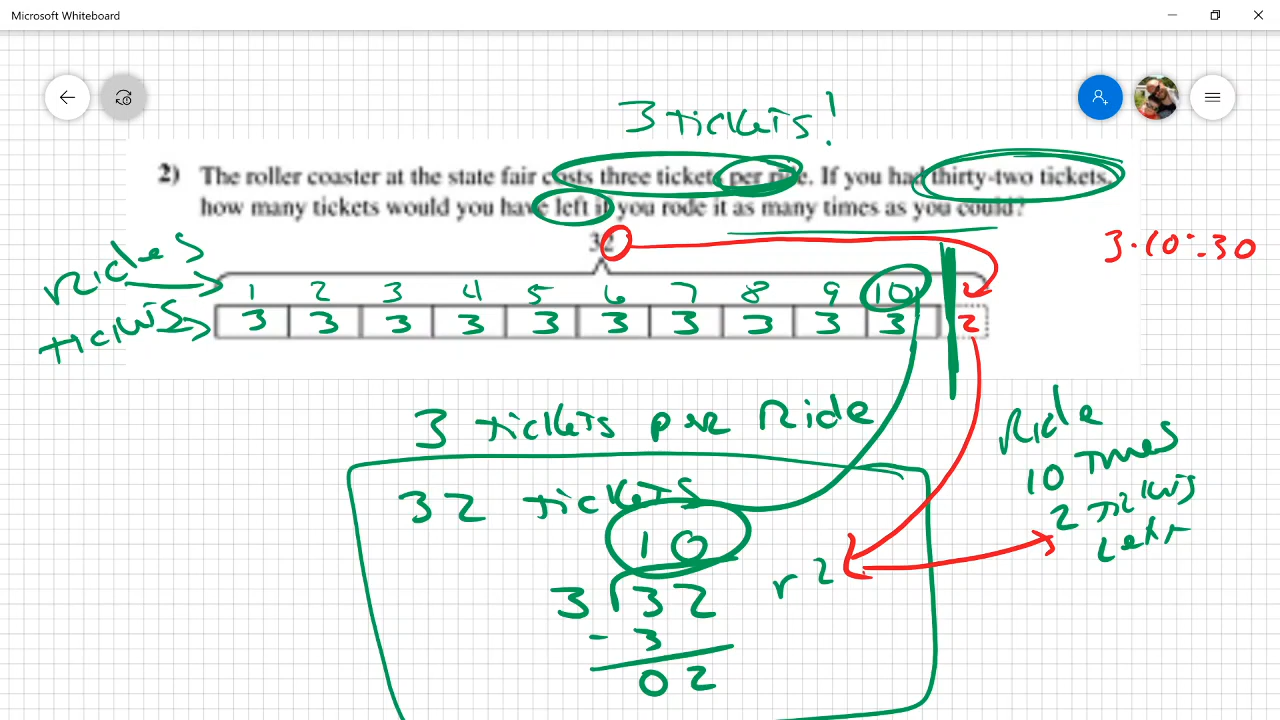 Microsoft Whiteboard
3 tickets!
2) The roller coaster at the state fair costs three tickets per ride. If you had thirty-two tickets,
how many tickets would you have left if you rode it as many times as you could?
32
3·10=30
Rides
1 2 3 4 5 6 7 8 9 10 2
tickets
3 3 3 3 3 3 3 3 3 3 2
3 tickets per Ride
32 tickets
10 r 2
3 32
- 3
02
Ride
10 Times
2 Tickets
Left